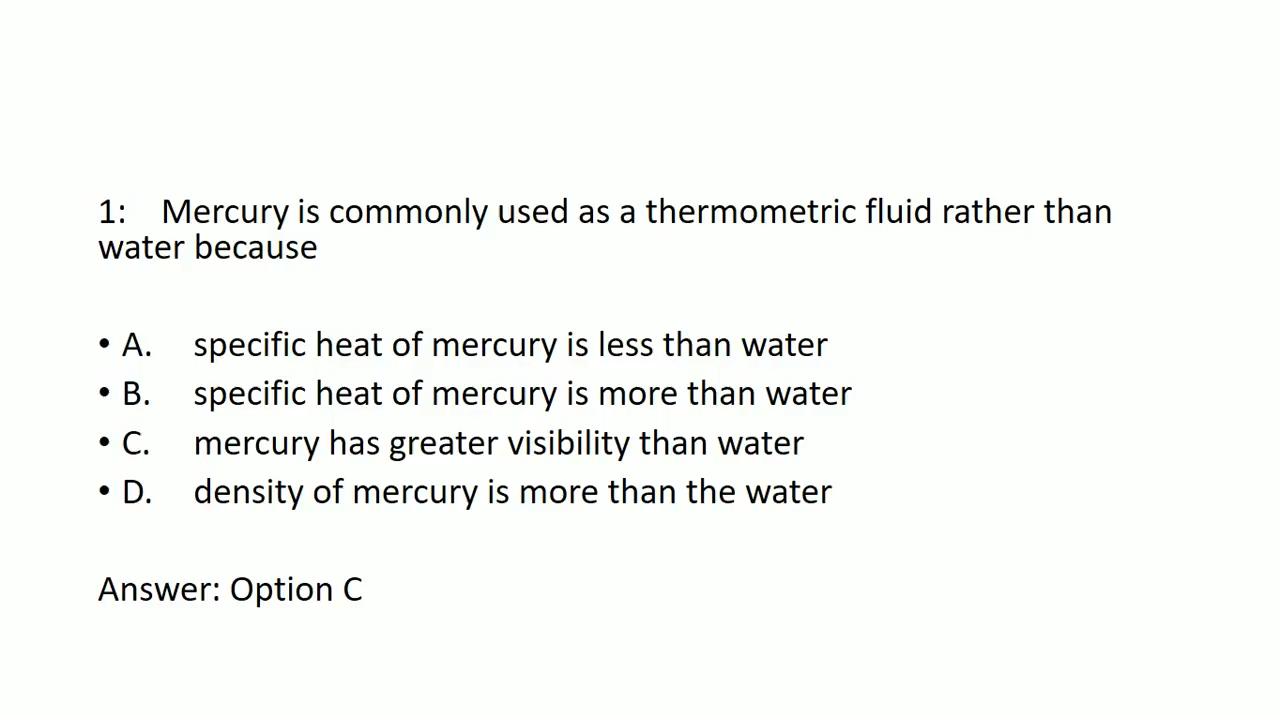 1: Mercury is commonly used as a thermometric fluid rather than
water because
• A. specific heat of mercury is less than water
• B. specific heat of mercury is more than water
• C. mercury has greater visibility than water
• D. density of mercury is more than the water
Answer: Option C